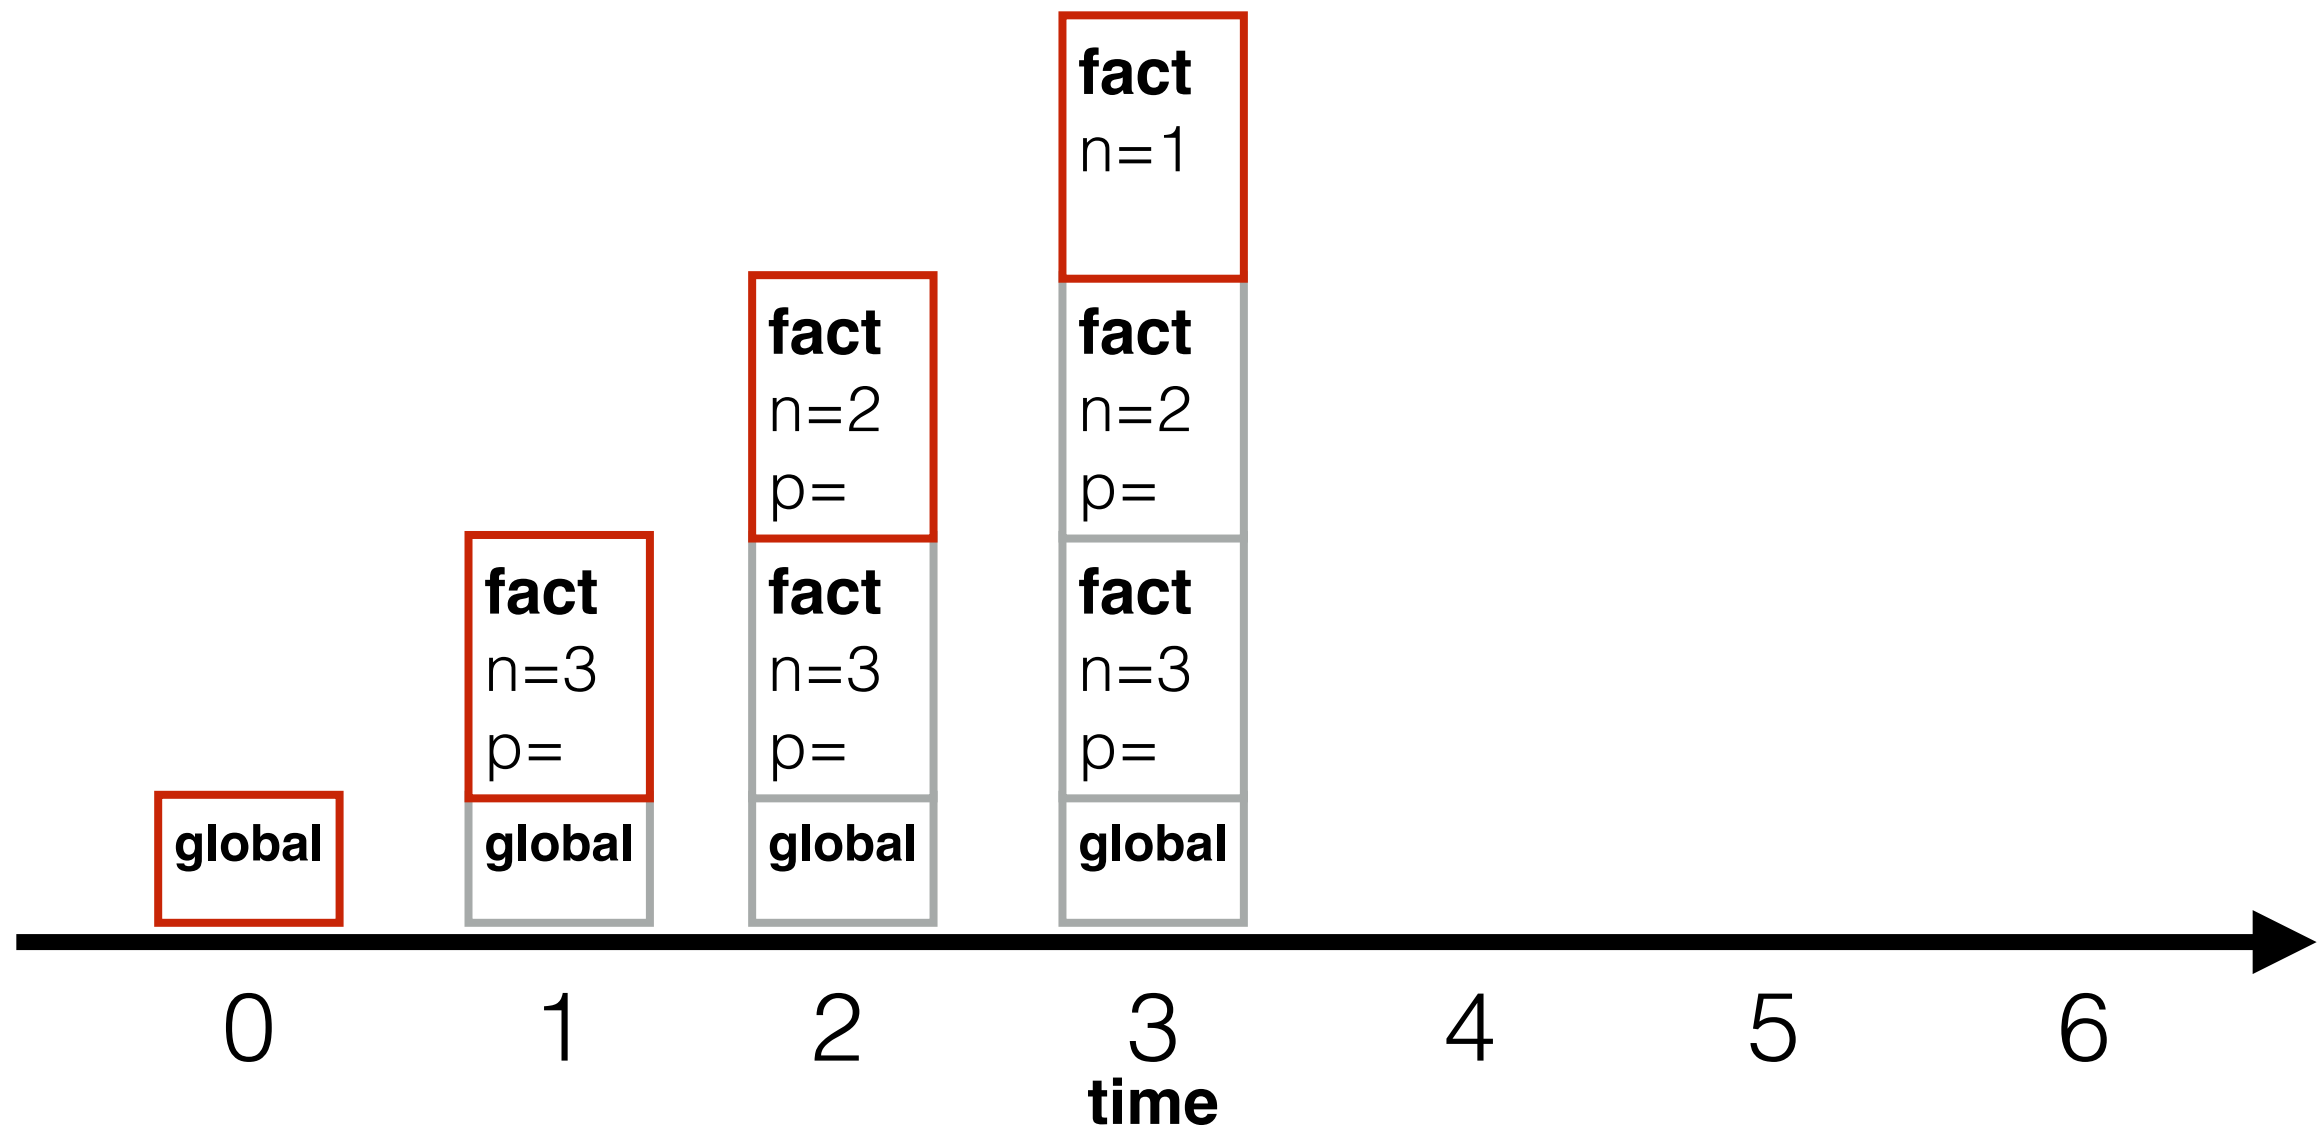 global
fact
n=3
p=
global
fact
n=2
p=
fact
n=3
p=
global
fact
n=1
fact
n=2
p=
fact
n=3
p=
global
0 1 2 3 4 5 6
time